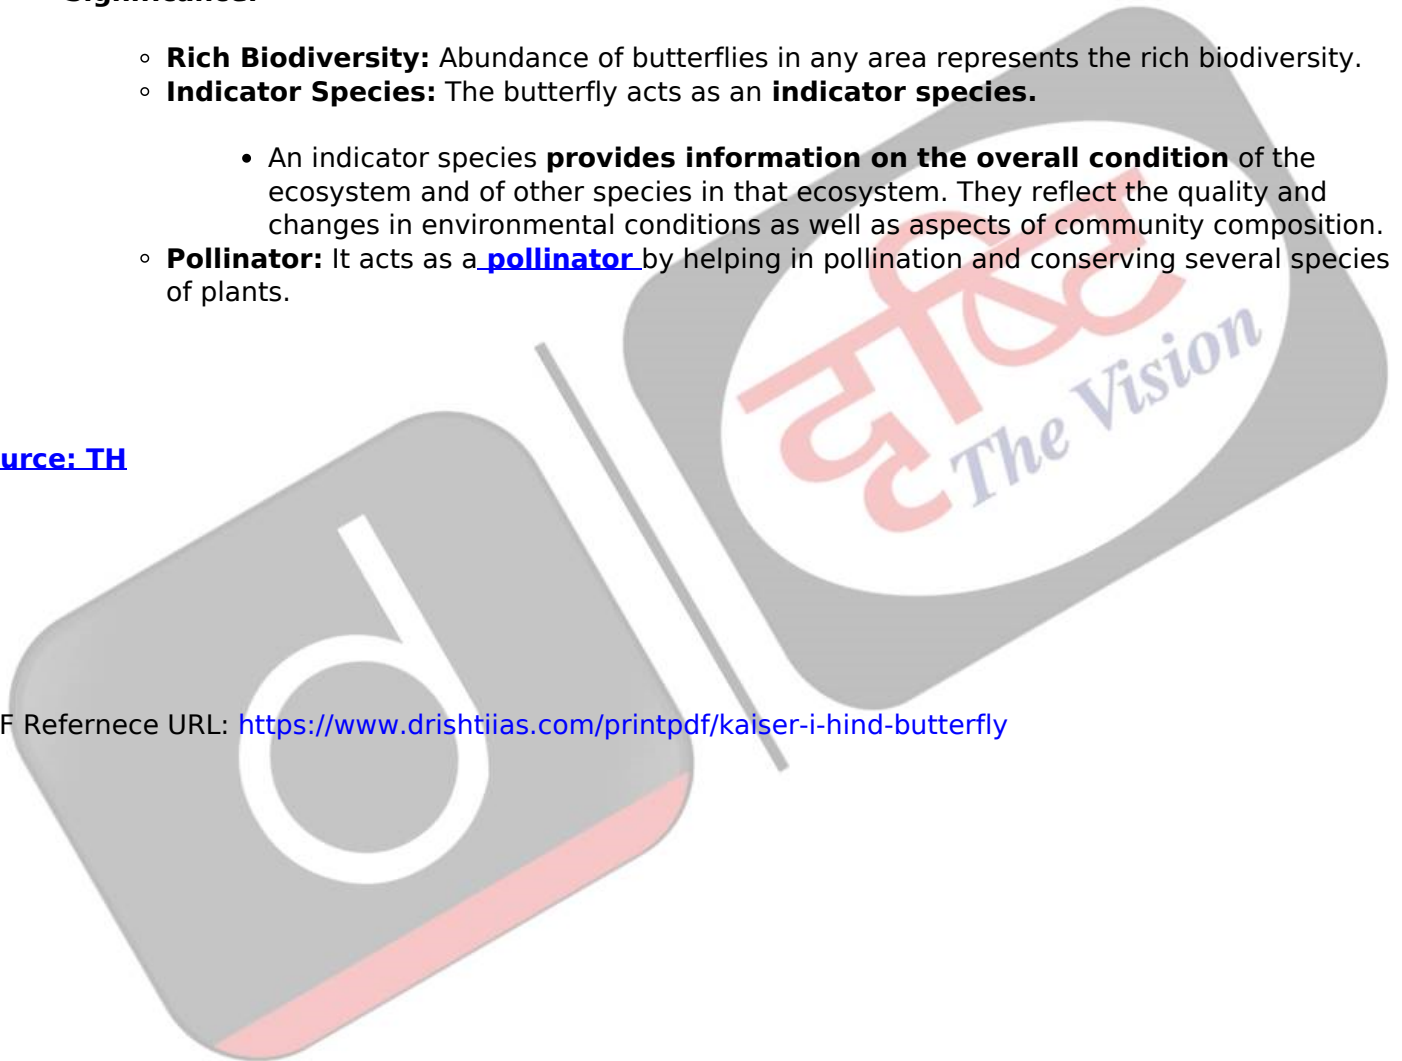 Significance:
◦ Rich Biodiversity: Abundance of butterflies in any area represents the rich biodiversity.
◦ Indicator Species: The butterfly acts as an indicator species.
• An indicator species provides information on the overall condition of the
ecosystem and of other species in that ecosystem. They reflect the quality and
changes in environmental conditions as well as aspects of community composition.
◦ Pollinator: It acts as a pollinator by helping in pollination and conserving several species
of plants.
दृष्टि
The Vision
urce: TH
d
F Refernece URL: https://www.drishtiias.com/printpdf/kaiser-i-hind-butterfly